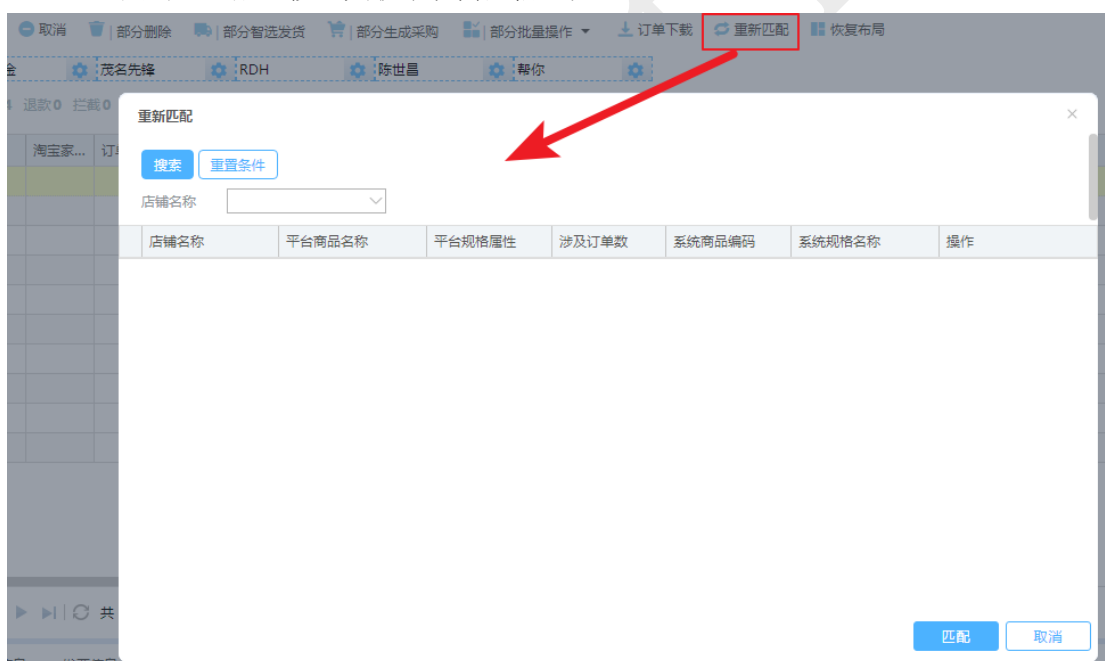 取消 | 部分删除 | 部分智选发货 | 部分生成采购 | 部分批量操作 订单下载 重新匹配 恢复布局
金 茂名先锋 RDH 陈世昌 帮你
退款0 拦截0
重新匹配
淘宝家... 订单
搜索 重置条件
店铺名称
店铺名称 平台商品名称 平台规格属性 涉及订单数 系统商品编码 系统规格名称 操作
共
匹配 取消